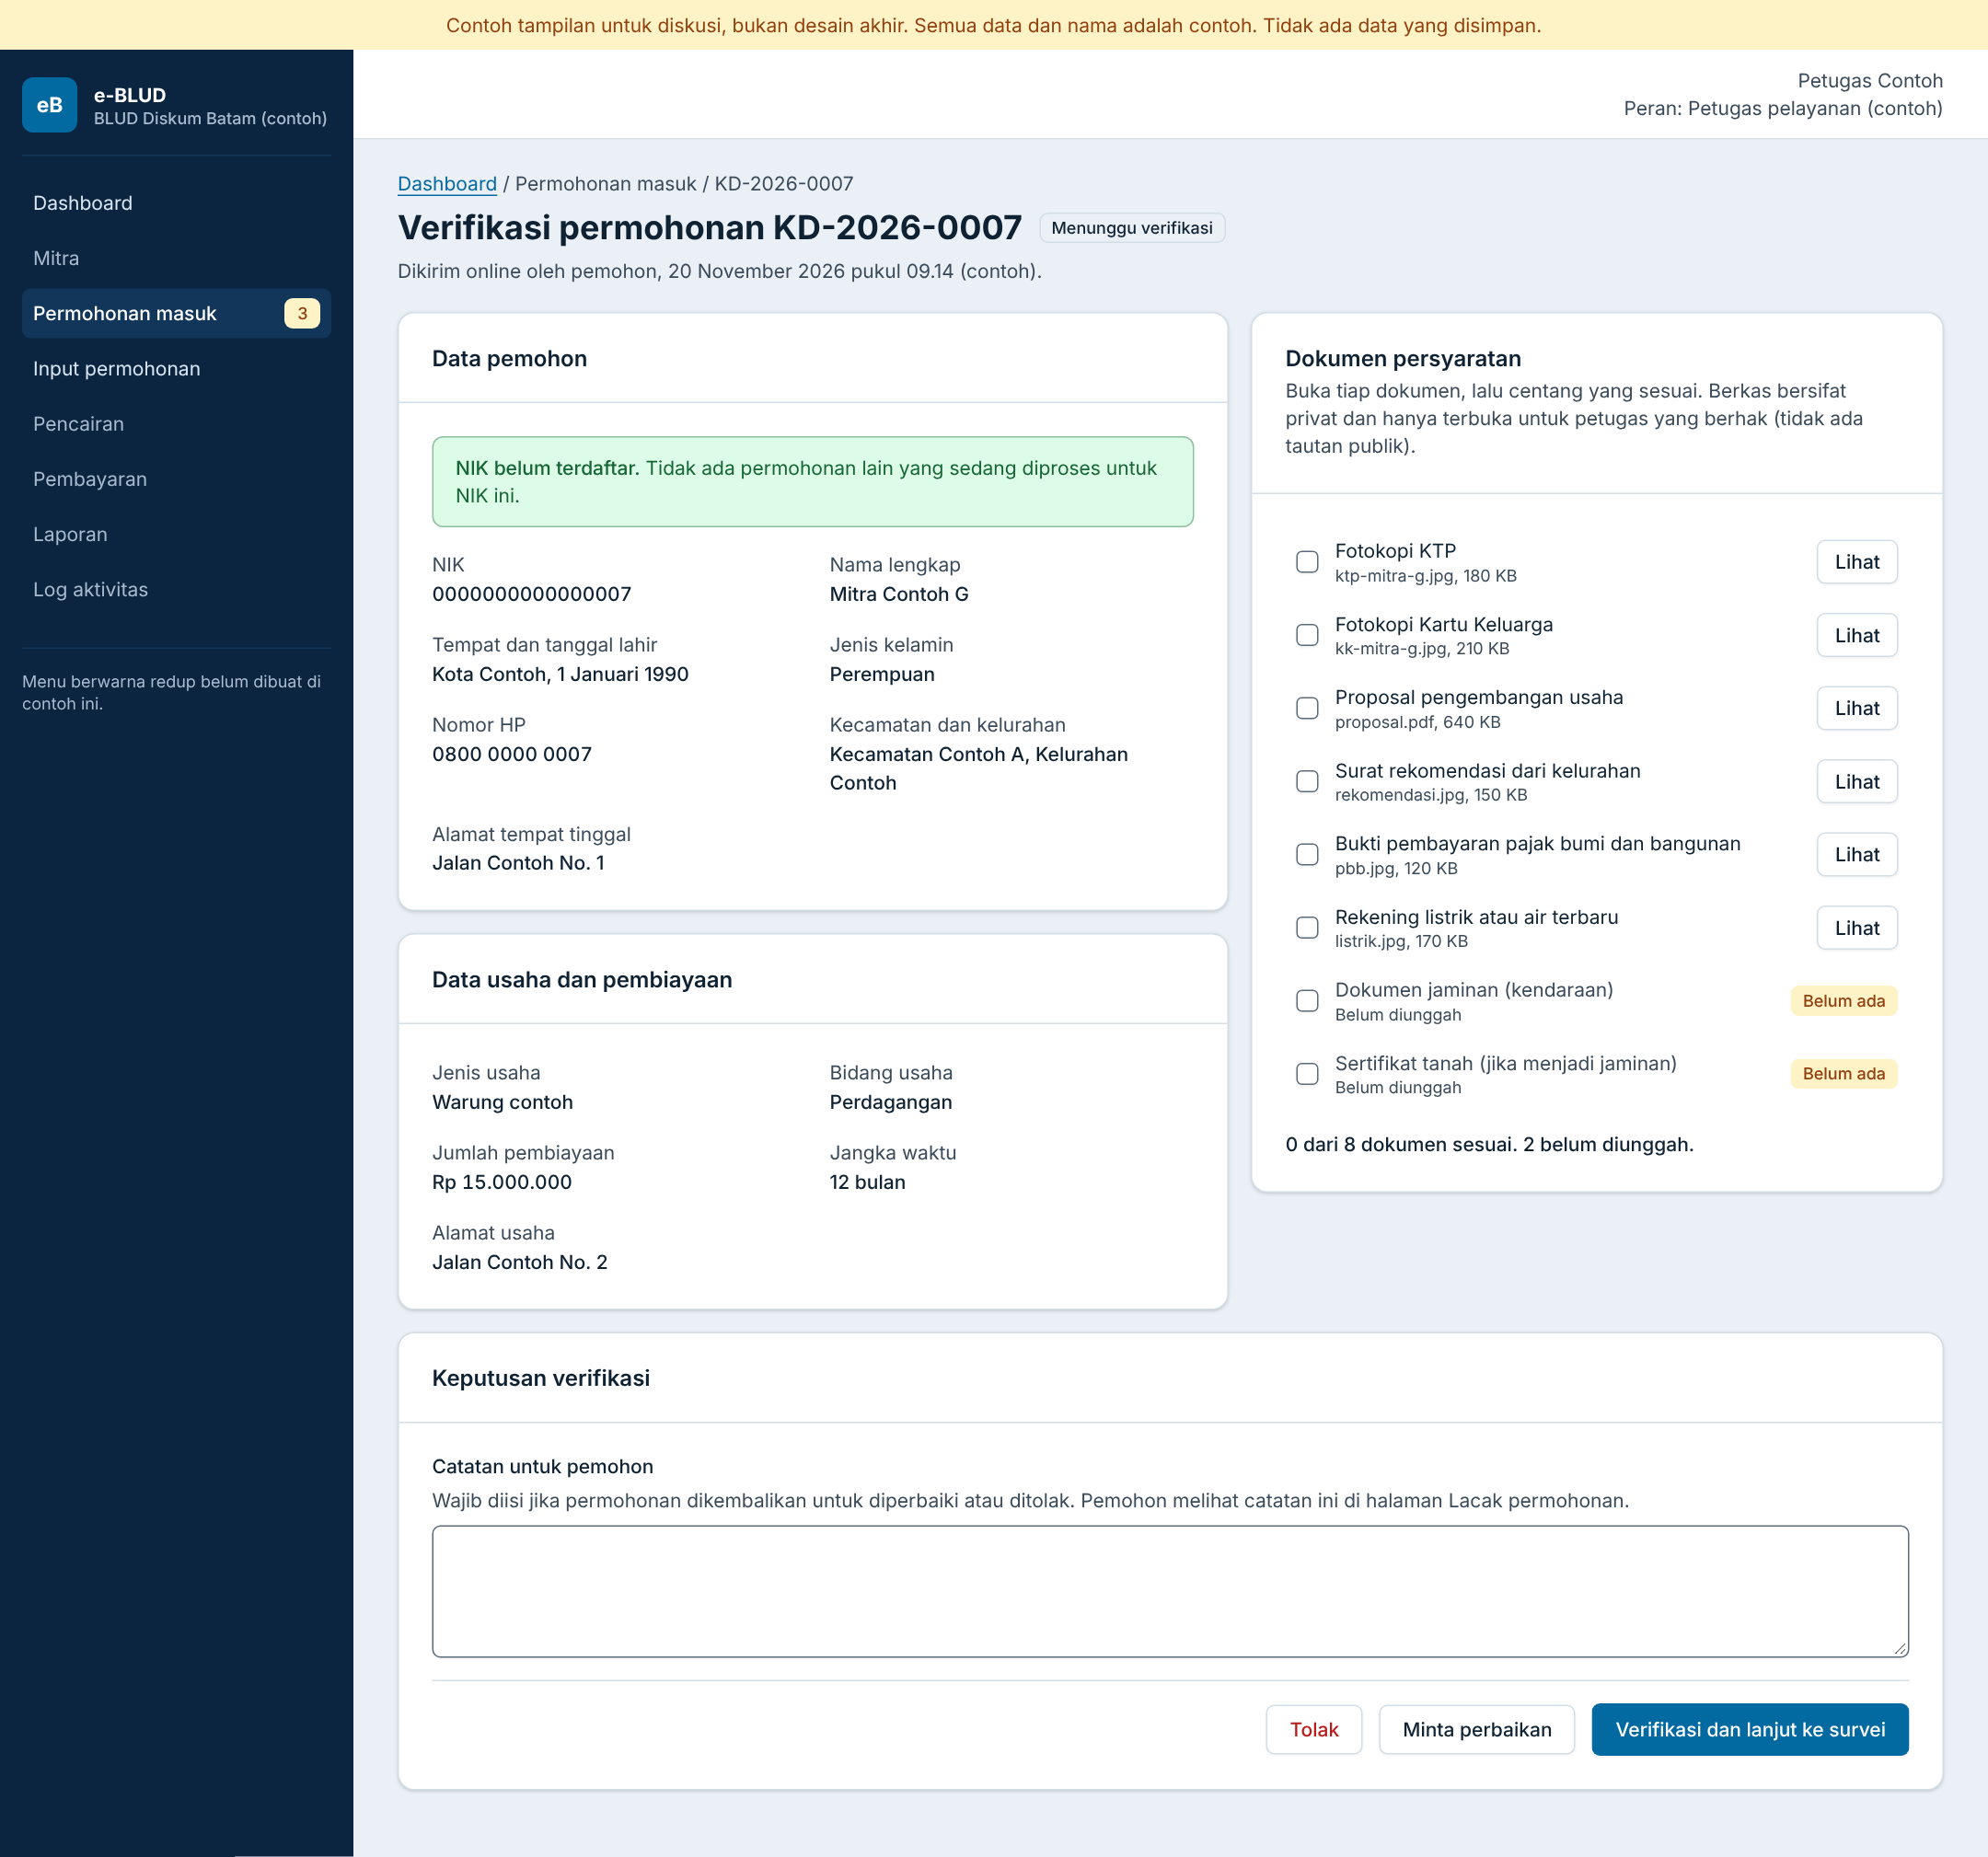 Contoh tampilan untuk diskusi, bukan desain akhir. Semua data dan nama adalah contoh. Tidak ada data yang disimpan.
eB
e-BLUD
BLUD Diskum Batam (contoh)
Dashboard
Mitra
Permohonan masuk 3
Input permohonan
Pencairan
Pembayaran
Laporan
Log aktivitas
Menu berwarna redup belum dibuat di
contoh ini.
Petugas Contoh
Peran: Petugas pelayanan (contoh)
Dashboard / Permohonan masuk / KD-2026-0007
Verifikasi permohonan KD-2026-0007 Menunggu verifikasi
Dikirim online oleh pemohon, 20 November 2026 pukul 09.14 (contoh).
Data pemohon
NIK belum terdaftar. Tidak ada permohonan lain yang sedang diproses untuk
NIK ini.
NIK
0000000000000007
Nama lengkap
Mitra Contoh G
Tempat dan tanggal lahir
Kota Contoh, 1 Januari 1990
Jenis kelamin
Perempuan
Nomor HP
0800 0000 0007
Kecamatan dan kelurahan
Kecamatan Contoh A, Kelurahan
Contoh
Alamat tempat tinggal
Jalan Contoh No. 1
Data usaha dan pembiayaan
Jenis usaha
Warung contoh
Bidang usaha
Perdagangan
Jumlah pembiayaan
Rp 15.000.000
Jangka waktu
12 bulan
Alamat usaha
Jalan Contoh No. 2
Dokumen persyaratan
Buka tiap dokumen, lalu centang yang sesuai. Berkas bersifat
privat dan hanya terbuka untuk petugas yang berhak (tidak ada
tautan publik).
Fotokopi KTP
ktp-mitra-g.jpg, 180 KB
Lihat
Fotokopi Kartu Keluarga
kk-mitra-g.jpg, 210 KB
Lihat
Proposal pengembangan usaha
proposal.pdf, 640 KB
Lihat
Surat rekomendasi dari kelurahan
rekomendasi.jpg, 150 KB
Lihat
Bukti pembayaran pajak bumi dan bangunan
pbb.jpg, 120 KB
Lihat
Rekening listrik atau air terbaru
listrik.jpg, 170 KB
Lihat
Dokumen jaminan (kendaraan)
Belum diunggah
Belum ada
Sertifikat tanah (jika menjadi jaminan)
Belum diunggah
Belum ada
0 dari 8 dokumen sesuai. 2 belum diunggah.
Keputusan verifikasi
Catatan untuk pemohon
Wajib diisi jika permohonan dikembalikan untuk diperbaiki atau ditolak. Pemohon melihat catatan ini di halaman Lacak permohonan.
Tolak
Minta perbaikan
Verifikasi dan lanjut ke survei